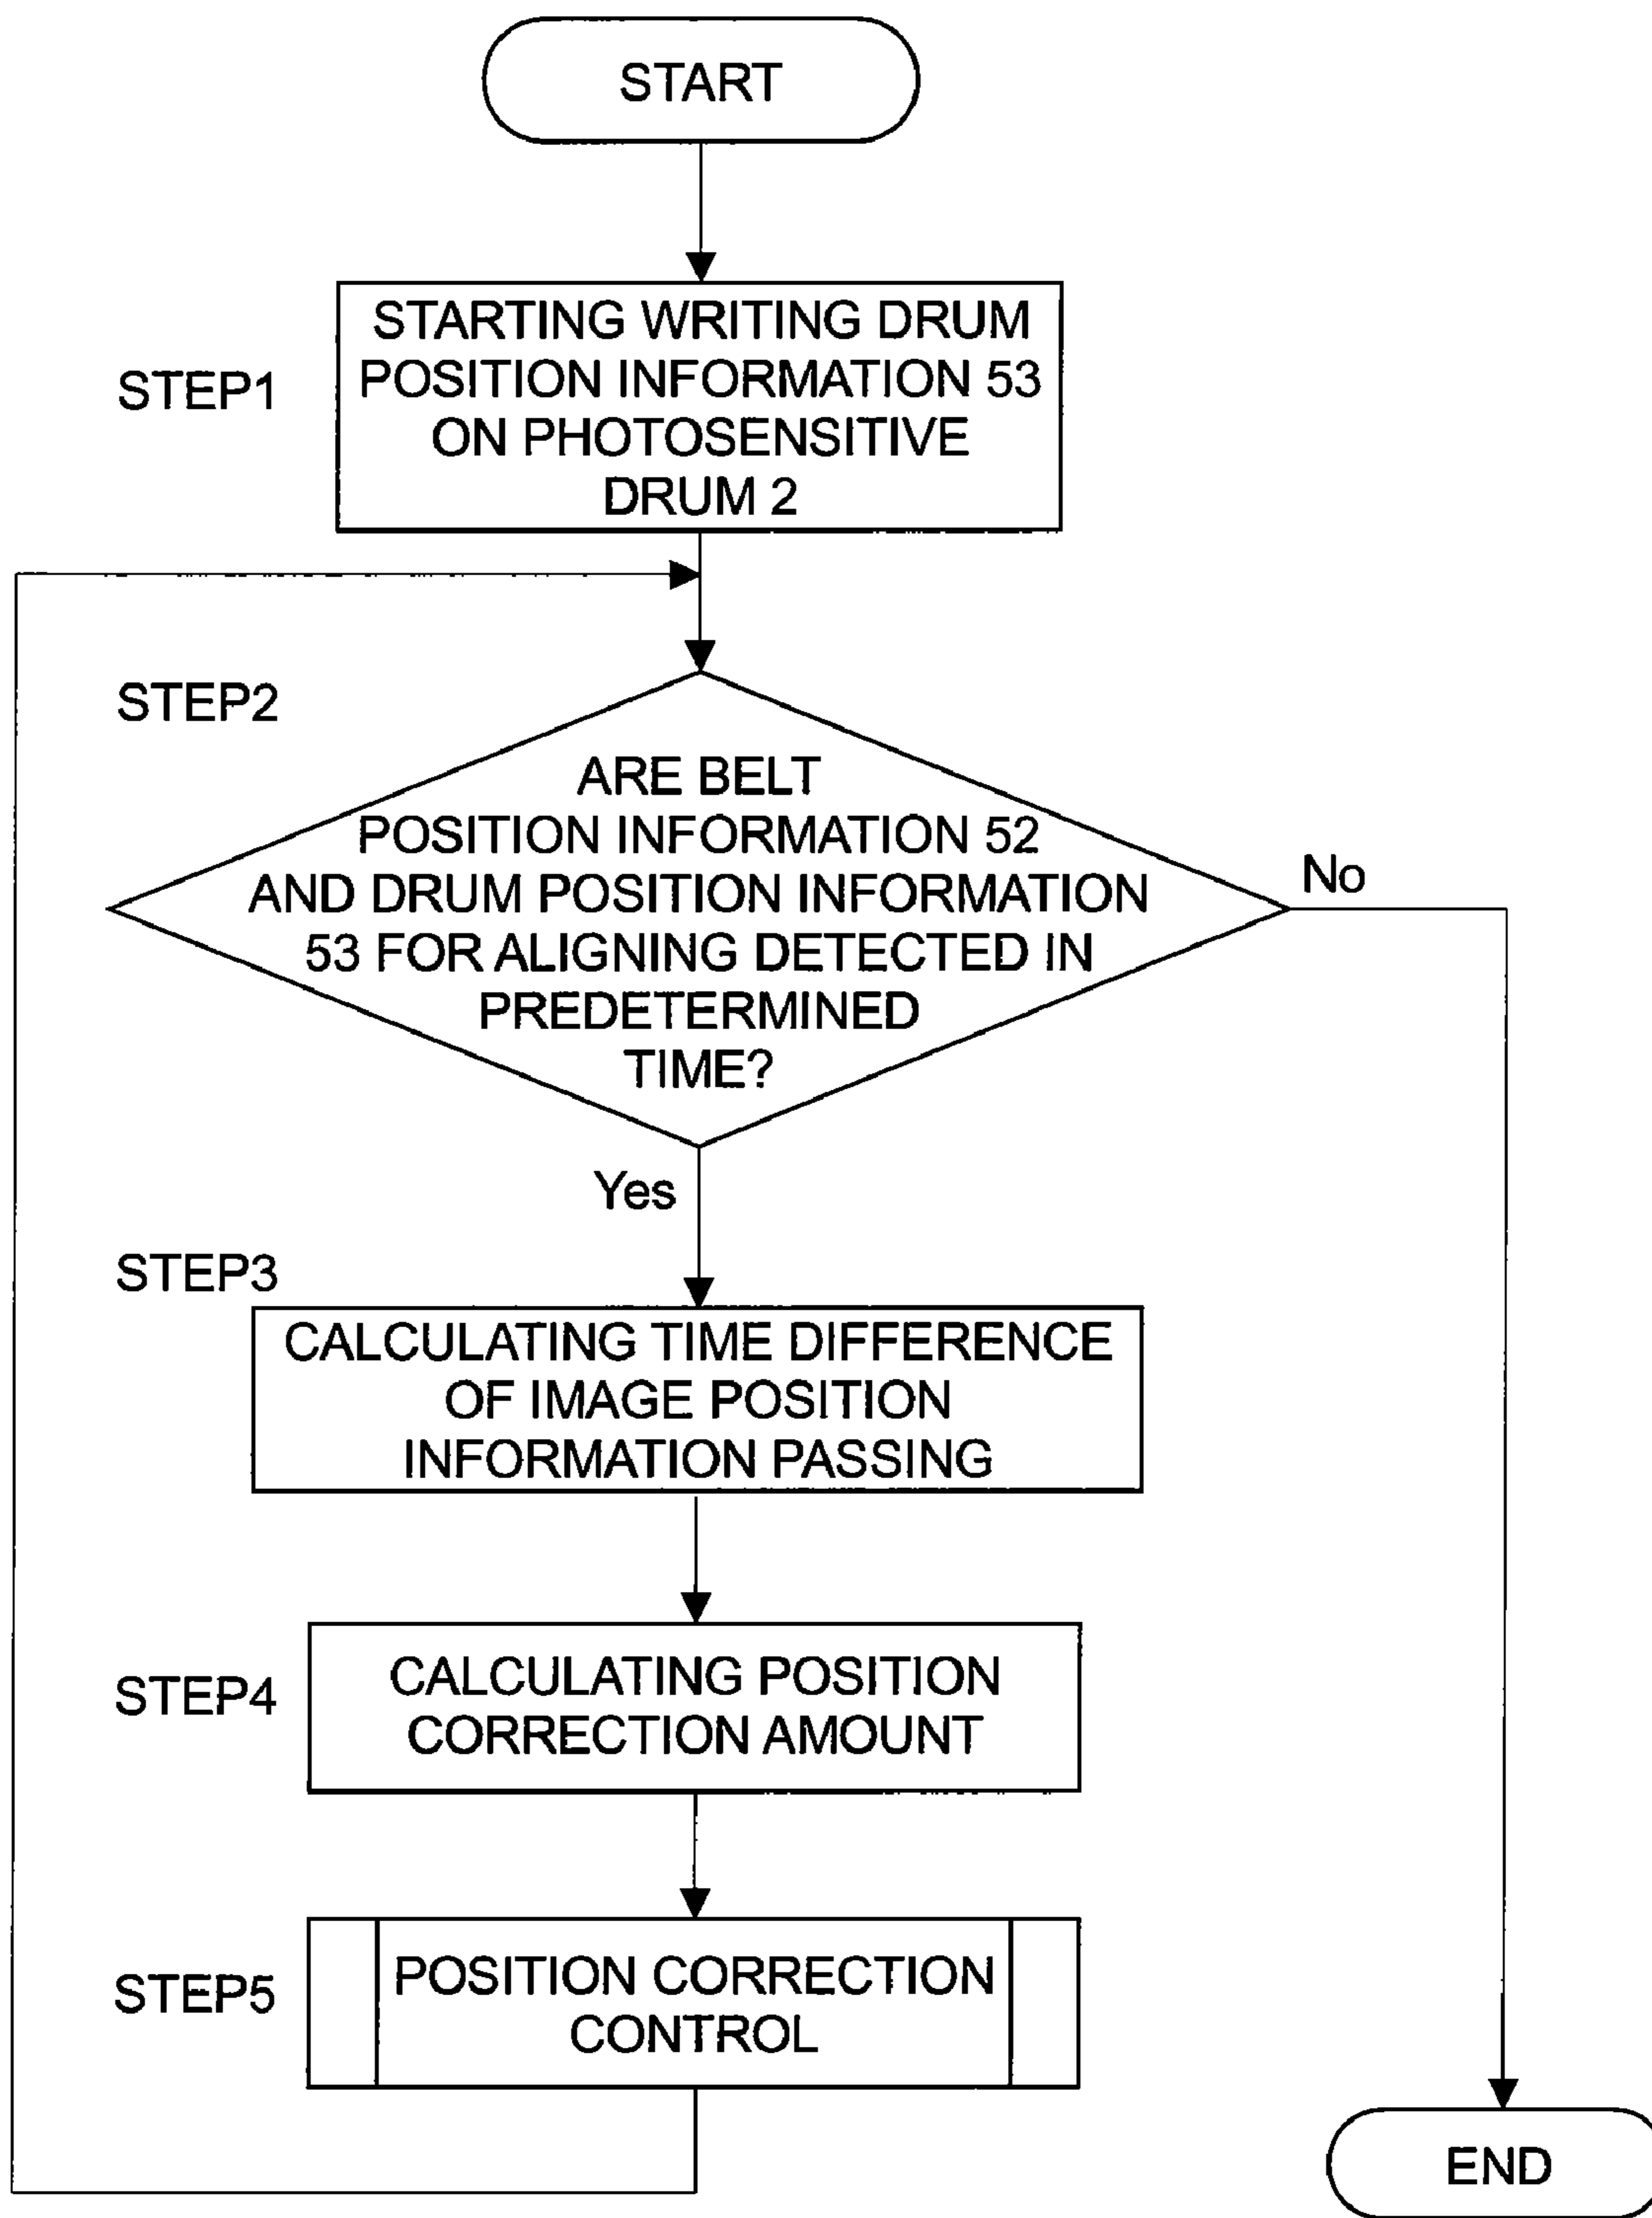 START
STEP1
STARTING WRITING DRUM
POSITION INFORMATION 53
ON PHOTOSENSITIVE
DRUM 2
STEP2
ARE BELT
POSITION INFORMATION 52
AND DRUM POSITION INFORMATION
53 FOR ALIGNING DETECTED IN
PREDETERMINED
TIME?
No
Yes
STEP3
CALCULATING TIME DIFFERENCE
OF IMAGE POSITION
INFORMATION PASSING
STEP4
CALCULATING POSITION
CORRECTION AMOUNT
STEP5
POSITION CORRECTION
CONTROL
END